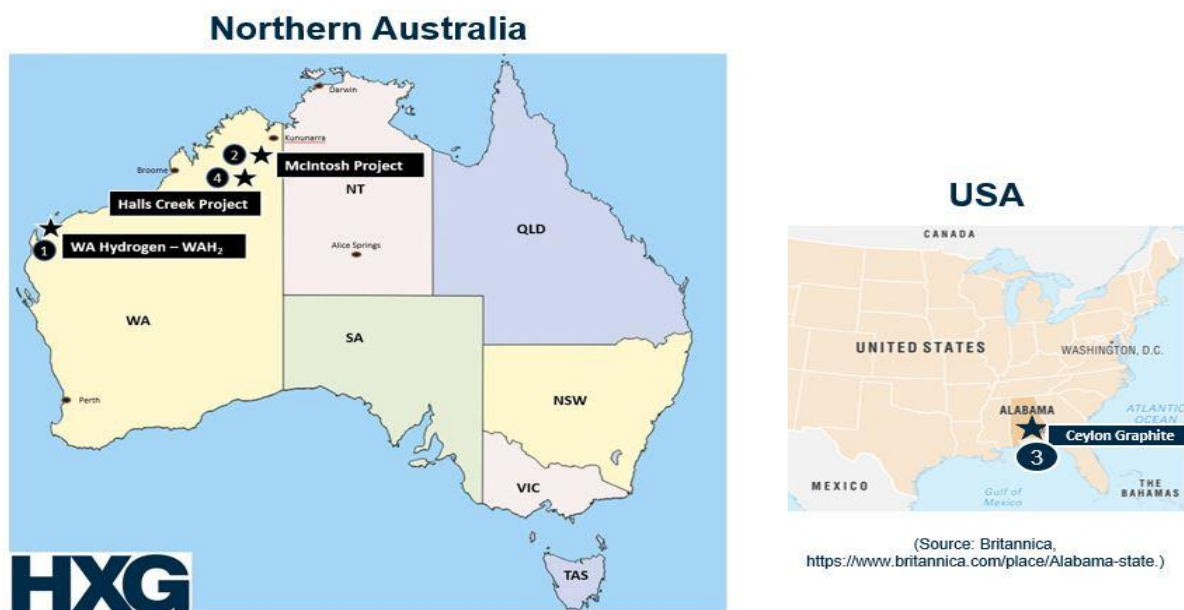 Northern Australia
Darwin
Kununurra
2
McIntosh Project
Broome
4
NT
Halls Creek Project
QLD
1
WA Hydrogen – WAH₂
Alice Springs
WA
SA
NSW
Perth
VIC
TAS
HXG
USA
CANADA
UNITED STATES
WASHINGTON, D.C.
ALABAMA
ATLANTIC
OCEAN
Ceylon Graphite
3
MEXICO
Gulf of
Mexico
THE
BAHAMAS
(Source: Britannica,
https://www.britannica.com/place/Alabama-state.)